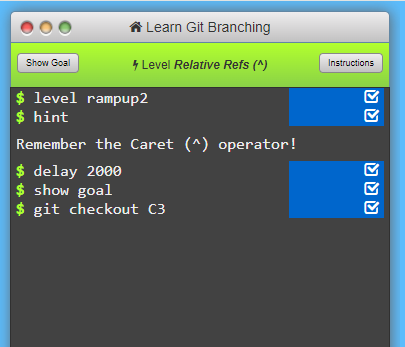 Learn Git Branching
Show Goal
Level Relative Refs (^)
Instructions
$ level rampup2
$ hint
Remember the Caret (^) operator!
$ delay 2000
$ show goal
$ git checkout C3